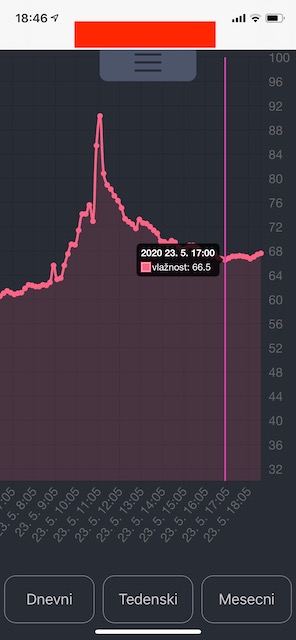 18:46
100
96
92
88
84
80
76
72
68
64
60
56
52
48
44
40
36
32
2020 23. 5. 17:00
vlažnost: 66.5
23. 5. 8:05
23. 5. 9:05
23. 5. 10:05
23. 5. 11:05
23. 5. 12:05
23. 5. 13:05
23. 5. 14:05
23. 5. 15:05
23. 5. 16:05
23. 5. 17:05
23. 5. 18:05
Dnevni
Tedenski
Mesecni